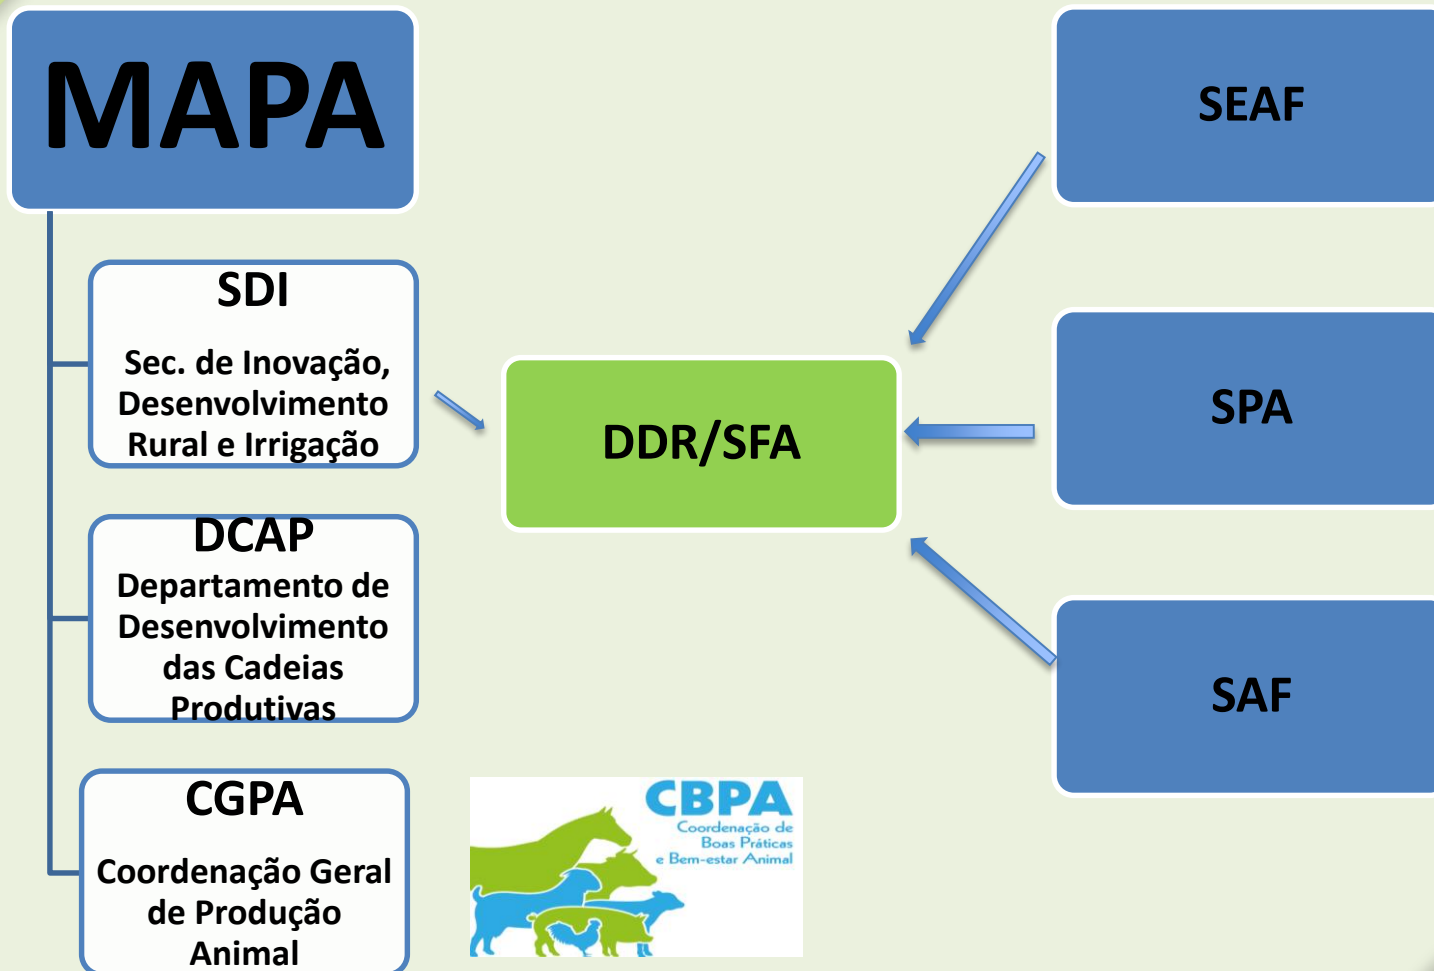 MAPA
SDI
Sec. de Inovação,
Desenvolvimento
Rural e Irrigação
DCAP
Departamento de
Desenvolvimento
das Cadeias
Produtivas
CGPA
Coordenação Geral
de Produção
Animal
DDR/SFA
CBPA
Coordenação de
Boas Práticas
e Bem-estar Animal
SEAF
SPA
SAF